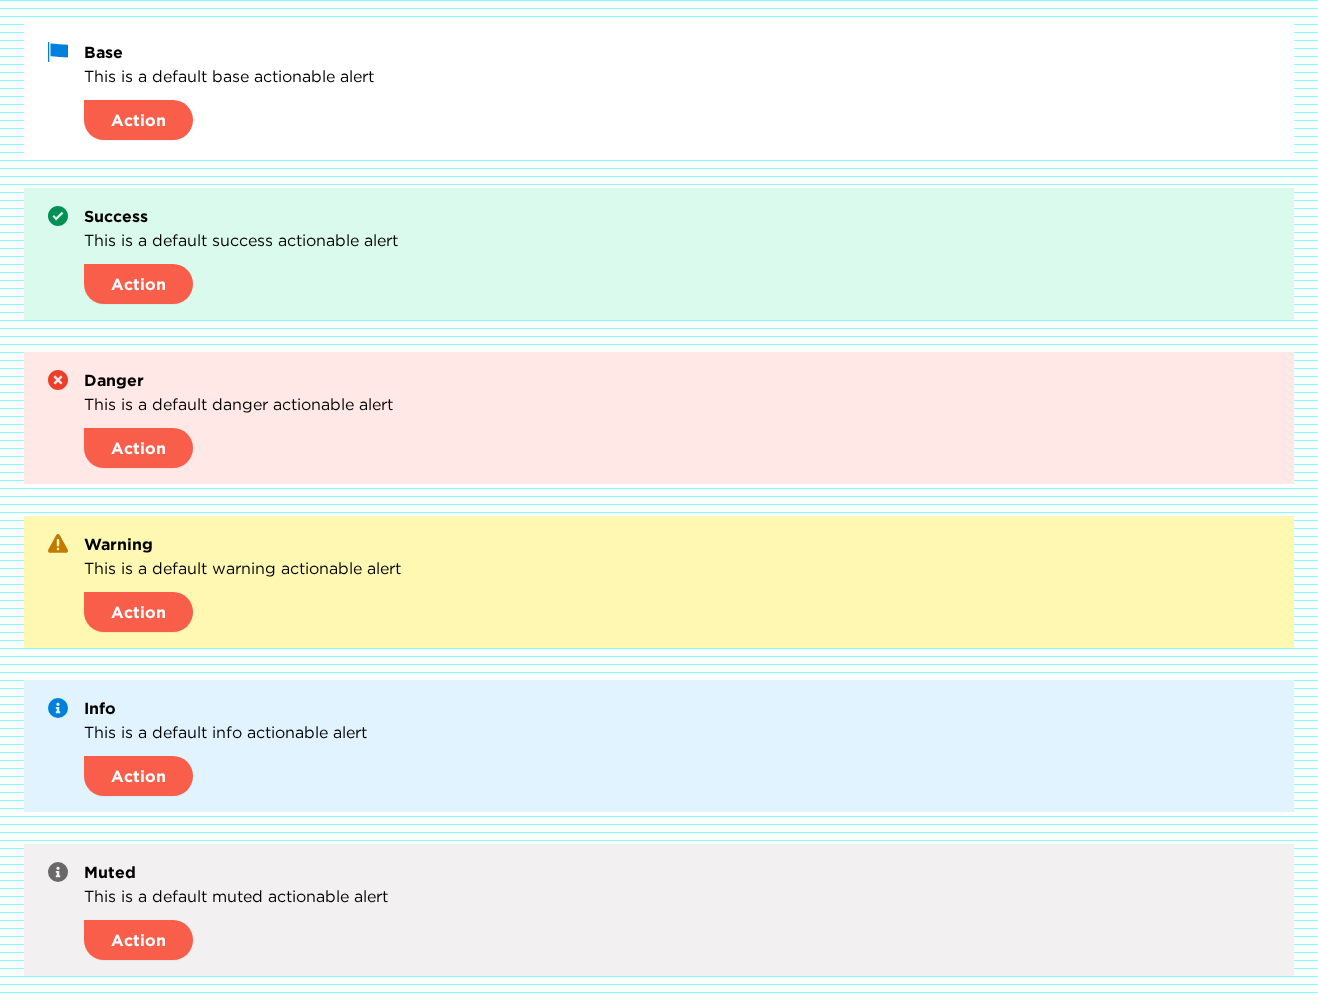 Base
This is a default base actionable alert
Action
Success
This is a default success actionable alert
Action
Danger
This is a default danger actionable alert
Action
Warning
This is a default warning actionable alert
Action
Info
This is a default info actionable alert
Action
Muted
This is a default muted actionable alert
Action